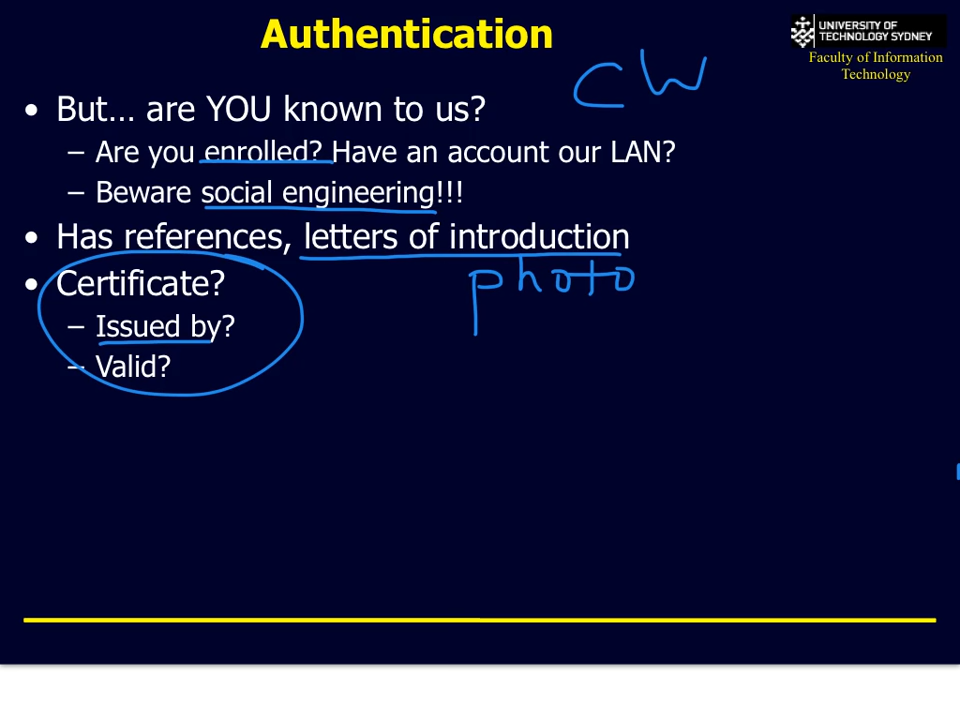 Authentication
UNIVERSITY OF
TECHNOLOGY SYDNEY
Faculty of Information
Technology
CW
• But… are YOU known to us?
– Are you enrolled? Have an account our LAN?
– Beware social engineering!!!
• Has references, letters of introduction
photo
• Certificate?
– Issued by?
– Valid?